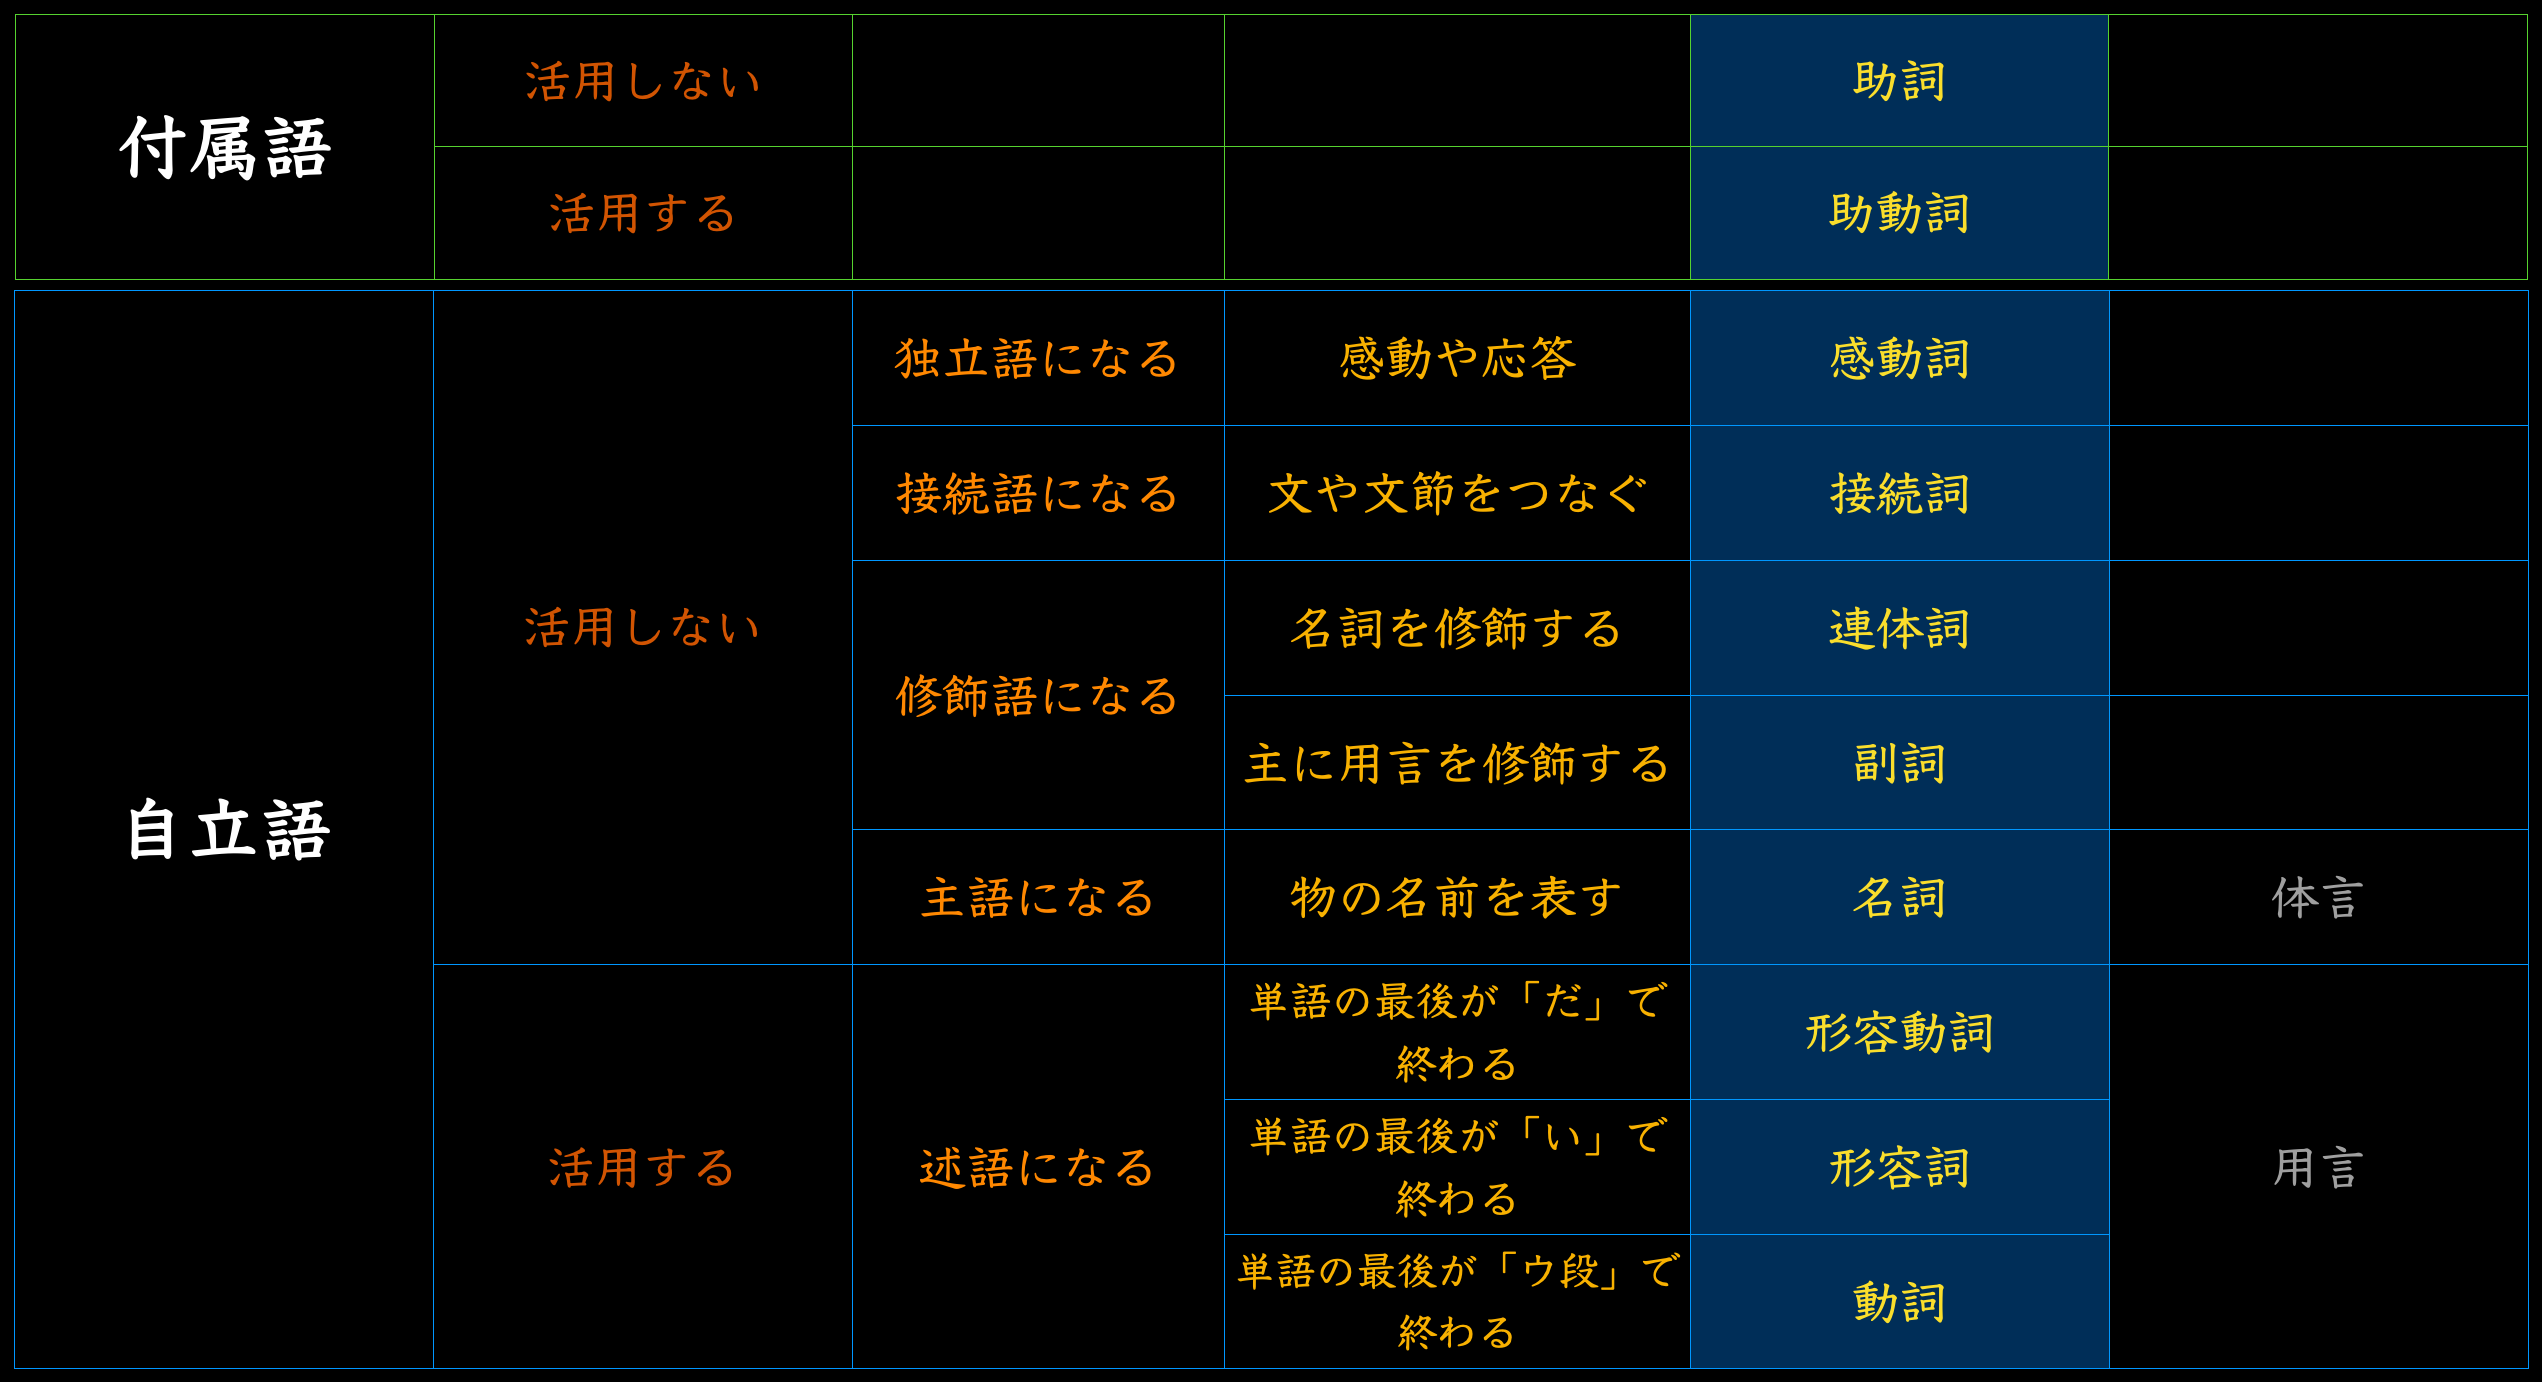 付属語
活用しない
助詞
活用する
助動詞
自立語
活用しない
独立語になる
感動や応答
感動詞
接続語になる
文や文節をつなぐ
接続詞
修飾語になる
名詞を修飾する
連体詞
主に用言を修飾する
副詞
主語になる
物の名前を表す
名詞
体言
活用する
述語になる
単語の最後が「だ」で
終わる
形容動詞
単語の最後が「い」で
終わる
形容詞
単語の最後が「ウ段」で
終わる
動詞
用言